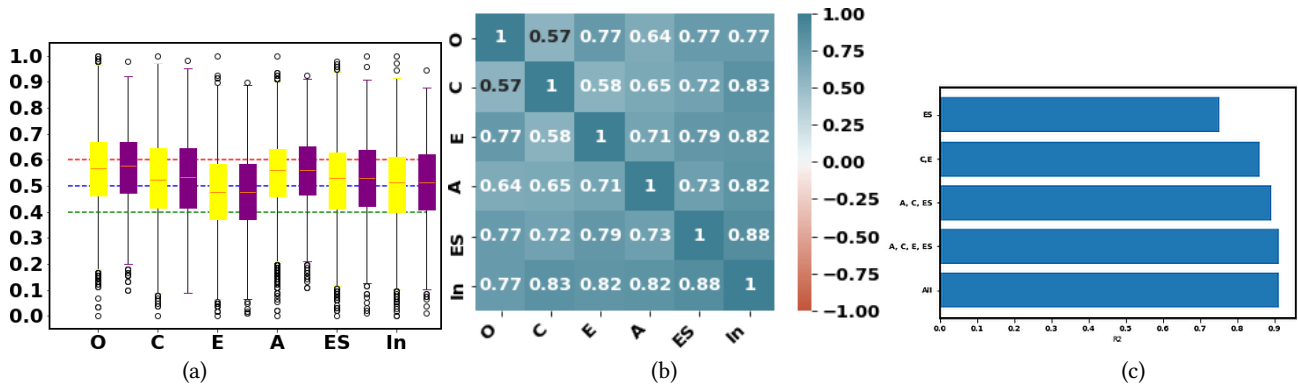 1.0
0.9
0.8
0.7
0.6
0.5
0.4
0.3
0.2
0.1
0.0
O C E A ES In
(a)
O 1 0.57 0.77 0.64 0.77 0.77
C 0.57 1 0.58 0.65 0.72 0.83
E 0.77 0.58 1 0.71 0.79 0.82
A 0.64 0.65 0.71 1 0.73 0.82
ES 0.77 0.72 0.79 0.73 1 0.88
In 0.77 0.83 0.82 0.82 0.88 1
O C E A ES In
1.00
0.75
0.50
0.25
0.00
−0.25
−0.50
−0.75
−1.00
(b)
ES
C,E
A, C, ES
A, C, E, ES
All
0.0 0.1 0.2 0.3 0.4 0.5 0.6 0.7 0.8 0.9
R2
(c)